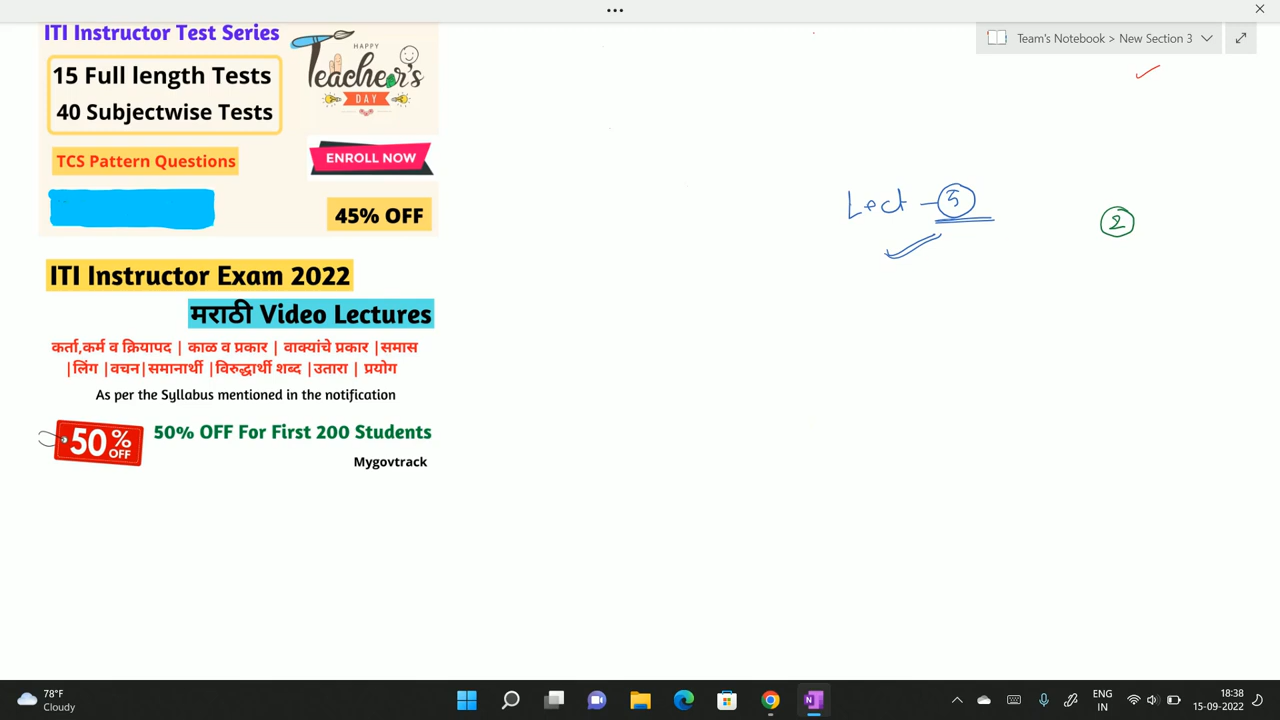 Team's Notebook > New Section 3
ITI Instructor Test Series
15 Full length Tests
40 Subjectwise Tests
HAPPY
Teacher's
DAY
TCS Pattern Questions
ENROLL NOW
45% OFF
Lect - 5
2
ITI Instructor Exam 2022
मराठी Video Lectures
कर्ता,कर्म व क्रियापद | काळ व प्रकार | वाक्यांचे प्रकार |समास
|लिंग |वचन|समानार्थी |विरुद्धार्थी शब्द |उतारा | प्रयोग
As per the Syllabus mentioned in the notification
50% OFF
50% OFF For First 200 Students
Mygovtrack
78°F
Cloudy
ENG
IN
18:38
15-09-2022